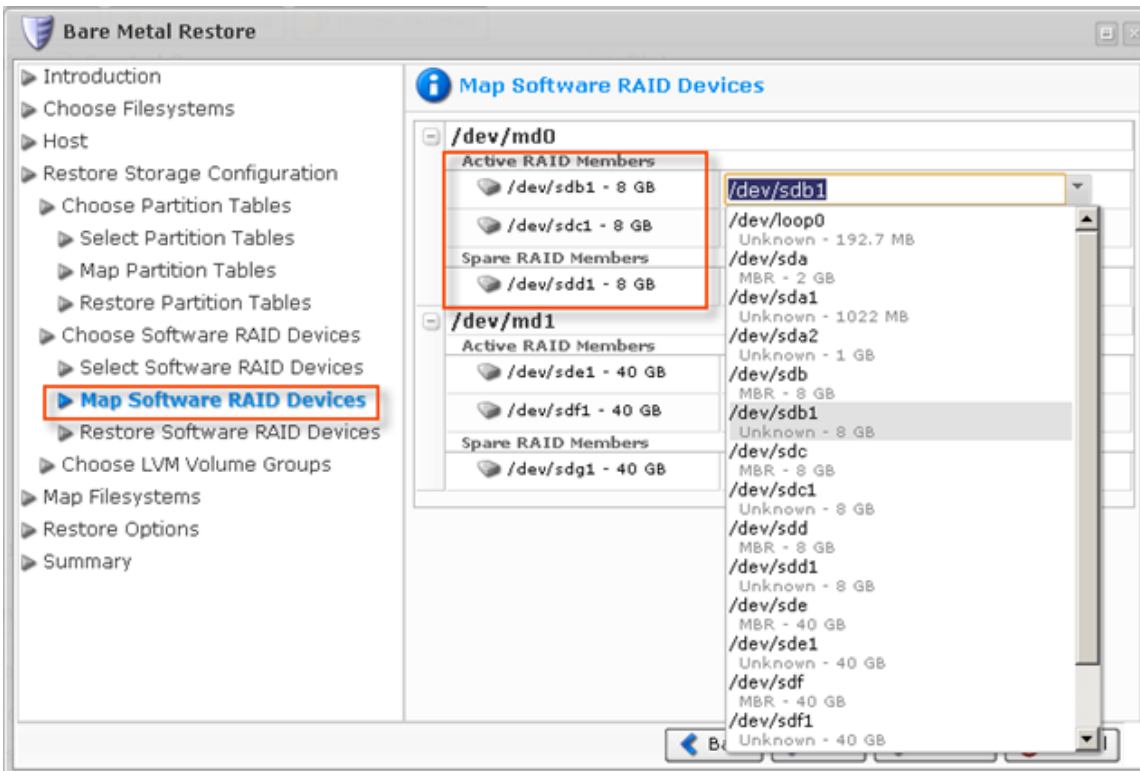 Bare Metal Restore
Introduction
Choose Filesystems
Host
Restore Storage Configuration
Choose Partition Tables
Select Partition Tables
Map Partition Tables
Restore Partition Tables
Choose Software RAID Devices
Select Software RAID Devices
Map Software RAID Devices
Restore Software RAID Devices
Choose LVM Volume Groups
Map Filesystems
Restore Options
Summary
Map Software RAID Devices
/dev/md0
Active RAID Members
/dev/sdb1 - 8 GB
/dev/sdc1 - 8 GB
Spare RAID Members
/dev/sdd1 - 8 GB
/dev/md1
Active RAID Members
/dev/sde1 - 40 GB
/dev/sdf1 - 40 GB
Spare RAID Members
/dev/sdg1 - 40 GB
/dev/sdb1
/dev/loop0
Unknown - 192.7 MB
/dev/sda
MBR - 2 GB
/dev/sda1
Unknown - 1022 MB
/dev/sda2
Unknown - 1 GB
/dev/sdb
MBR - 8 GB
/dev/sdb1
Unknown - 8 GB
/dev/sdc
MBR - 8 GB
/dev/sdc1
Unknown - 8 GB
/dev/sdd
MBR - 8 GB
/dev/sdd1
Unknown - 8 GB
/dev/sde
MBR - 40 GB
/dev/sde1
Unknown - 40 GB
/dev/sdf
MBR - 40 GB
/dev/sdf1
Unknown - 40 GB